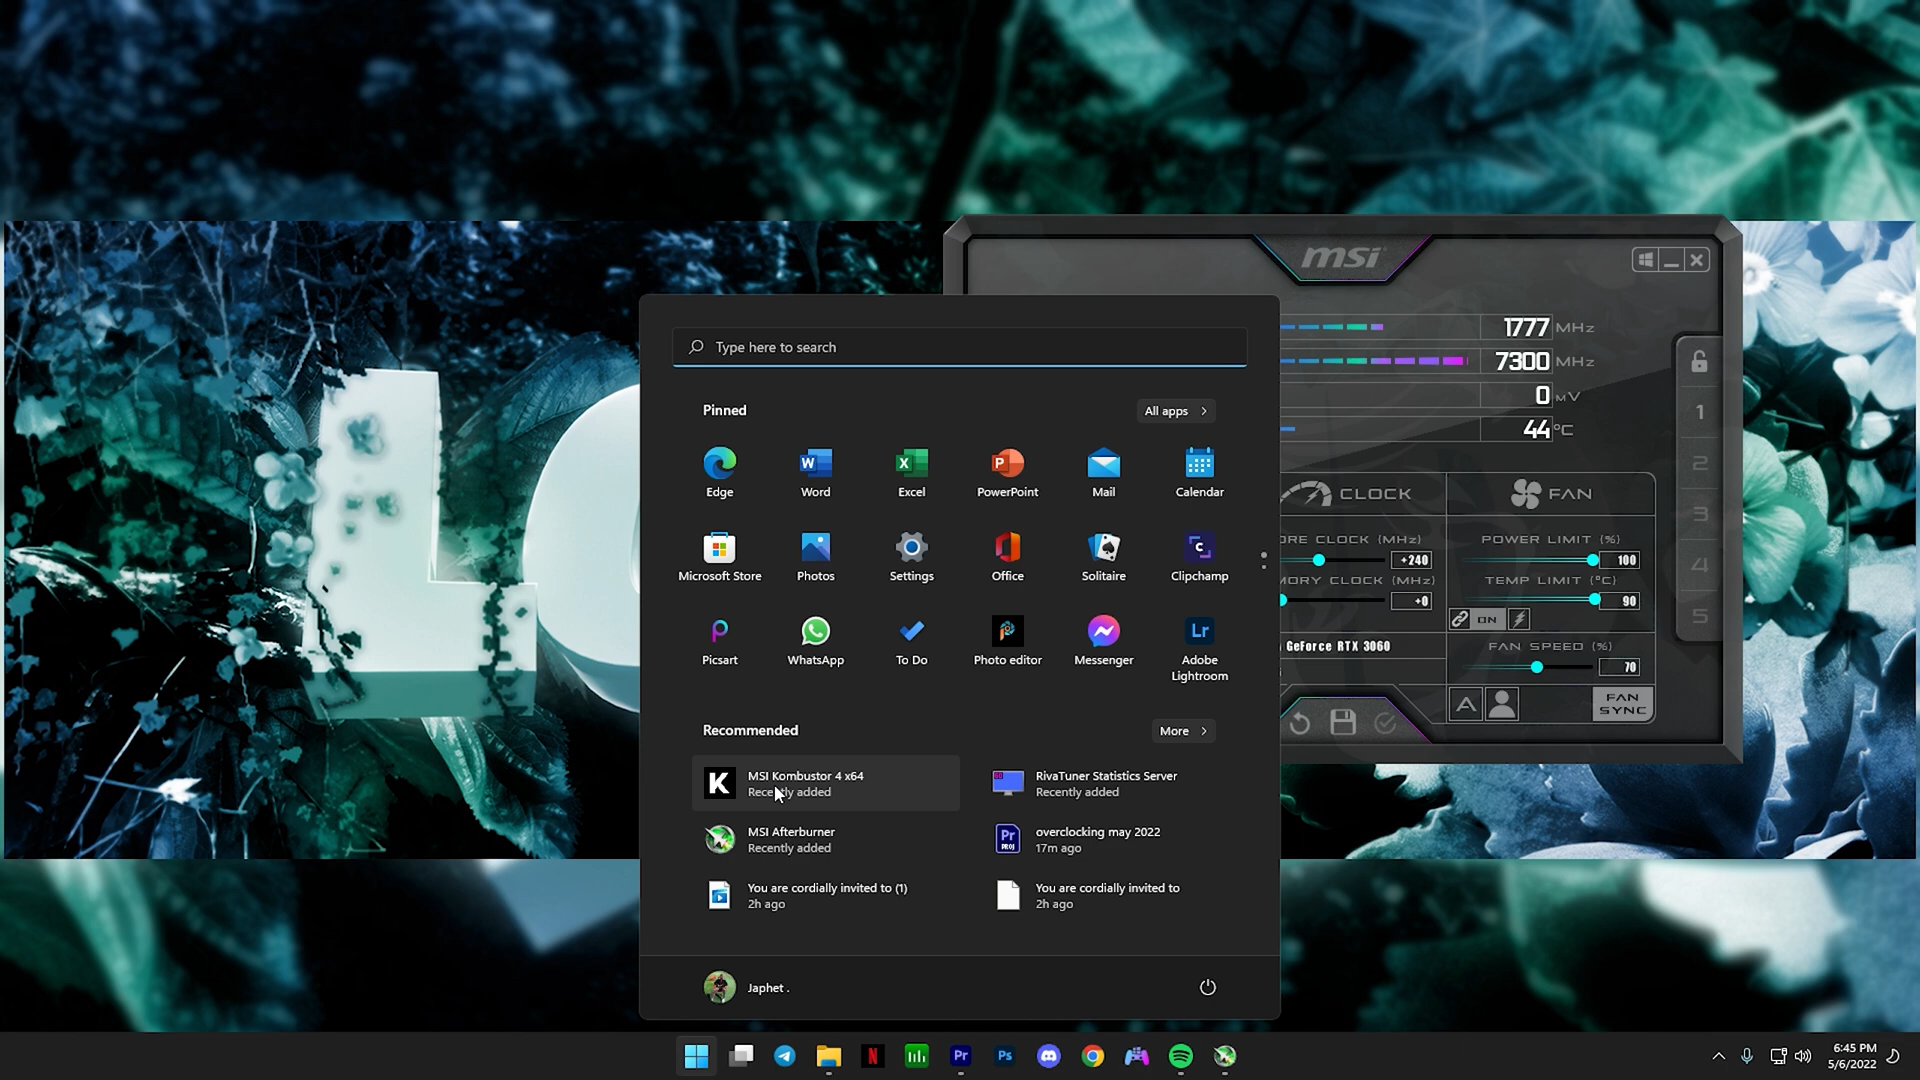 msi
1777 MHz
7300 MHz
0 MV
44 °C
CLOCK
FAN
ORE CLOCK (MHz)
+240
MORY CLOCK (MHz)
+0
POWER LIMIT (%)
100
TEMP LIMIT (°C)
90
ON
GeForce RTX 3060
FAN SPEED (%)
70
A
FAN
SYNC
1
2
3
4
5
Type here to search
Pinned
All apps
Edge
Word
Excel
PowerPoint
Mail
Calendar
Microsoft Store
Photos
Settings
Office
Solitaire
Clipchamp
Picsart
WhatsApp
To Do
Photo editor
Messenger
Lr
Adobe
Lightroom
Recommended
More
K
MSI Kombustor 4 x64
Recently added
RivaTuner Statistics Server
Recently added
MSI Afterburner
Recently added
Pr
PROJ
overclocking may 2022
17m ago
You are cordially invited to (1)
2h ago
You are cordially invited to
2h ago
Japhet .
N
Pr
Ps
6:45 PM
5/6/2022